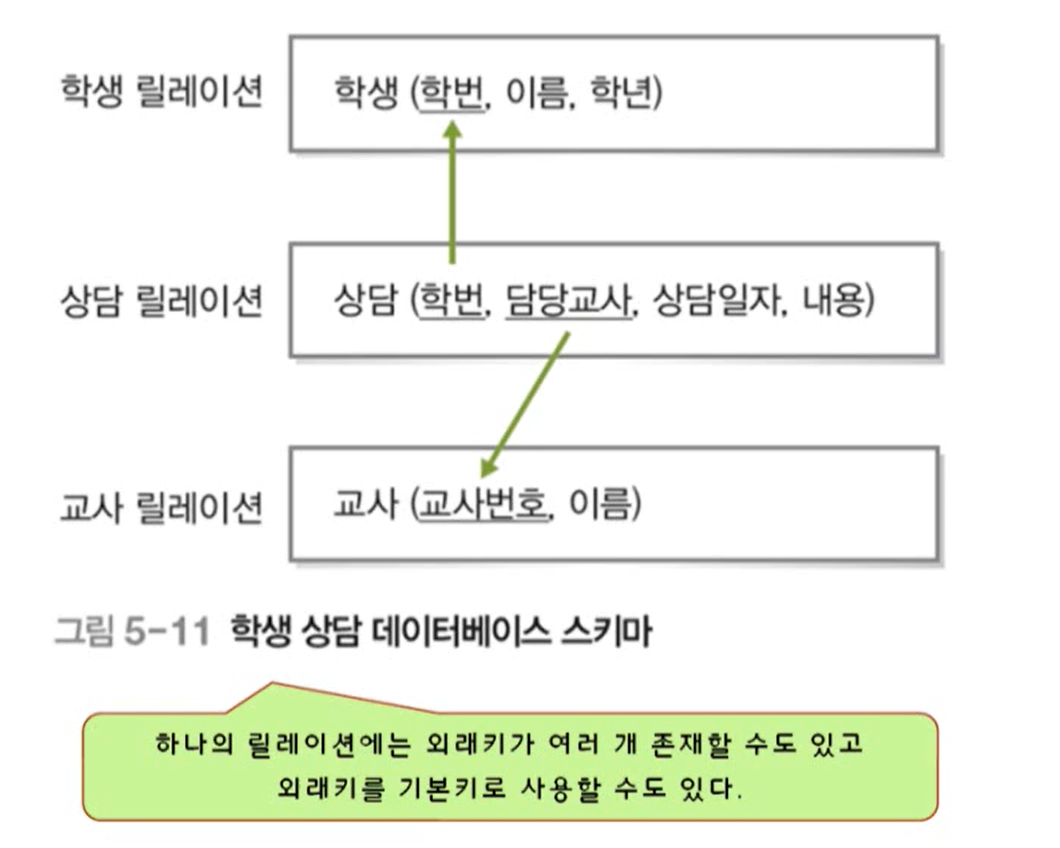 학생 릴레이션
학생 (학번, 이름, 학년)
상담 릴레이션
상담 (학번, 담당교사, 상담일자, 내용)
교사 릴레이션
교사 (교사번호, 이름)
그림 5-11 학생 상담 데이터베이스 스키마
하나의 릴레이션에는 외래키가 여러 개 존재할 수도 있고
외래키를 기본키로 사용할 수도 있다.